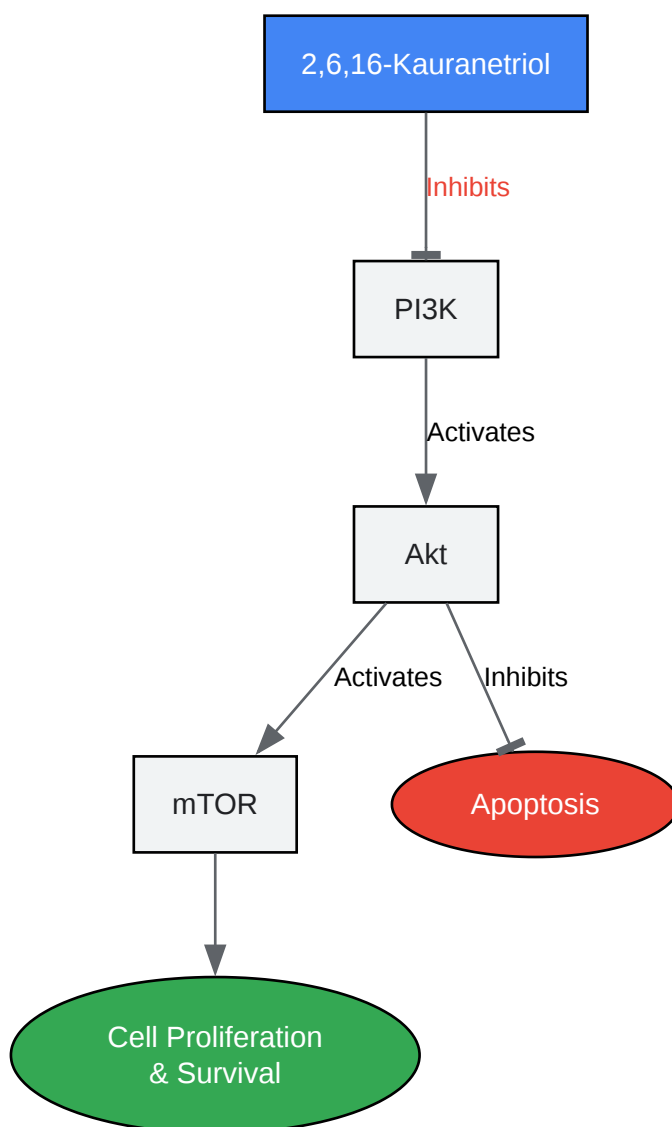 2,6,16-Kauranetriol
Inhibits
PI3K
Activates
Akt
Activates
Inhibits
mTOR
Apoptosis
Cell Proliferation
& Survival